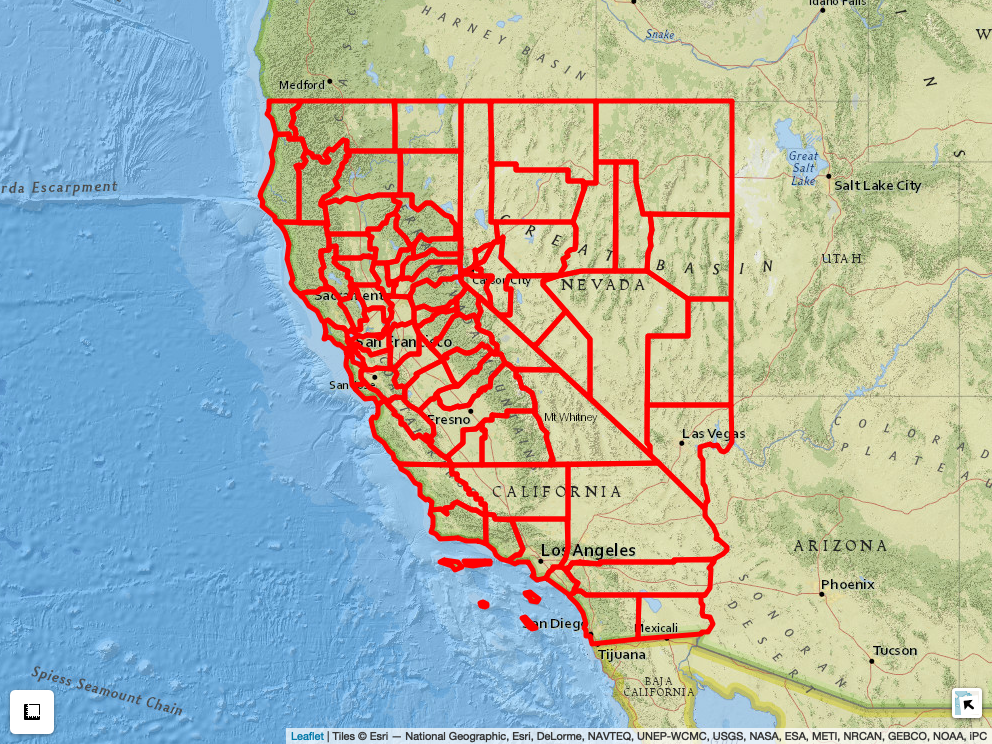 Idaho Falls
HARNEY BASIN
Snake
W
Medford
N
S
Great
Salt
Lake
Salt Lake City
rda Escarpment
GREAT BASIN
UTAH
Carson City
NEVADA
Sacramento
San Francisco
San Jose
Fresno
Mt Whitney
Las Vegas
COLORAD
PLATEAU
CALIFORNIA
Los Angeles
ARIZONA
Phoenix
SONORAN
DESERT
San Diego
Mexicali
Tijuana
Tucson
BAJA
CALIFORNIA
Spiess Seamount Chain
Leaflet | Tiles © Esri — National Geographic, Esri, DeLorme, NAVTEQ, UNEP-WCMC, USGS, NASA, ESA, METI, NRCAN, GEBCO, NOAA, iPC